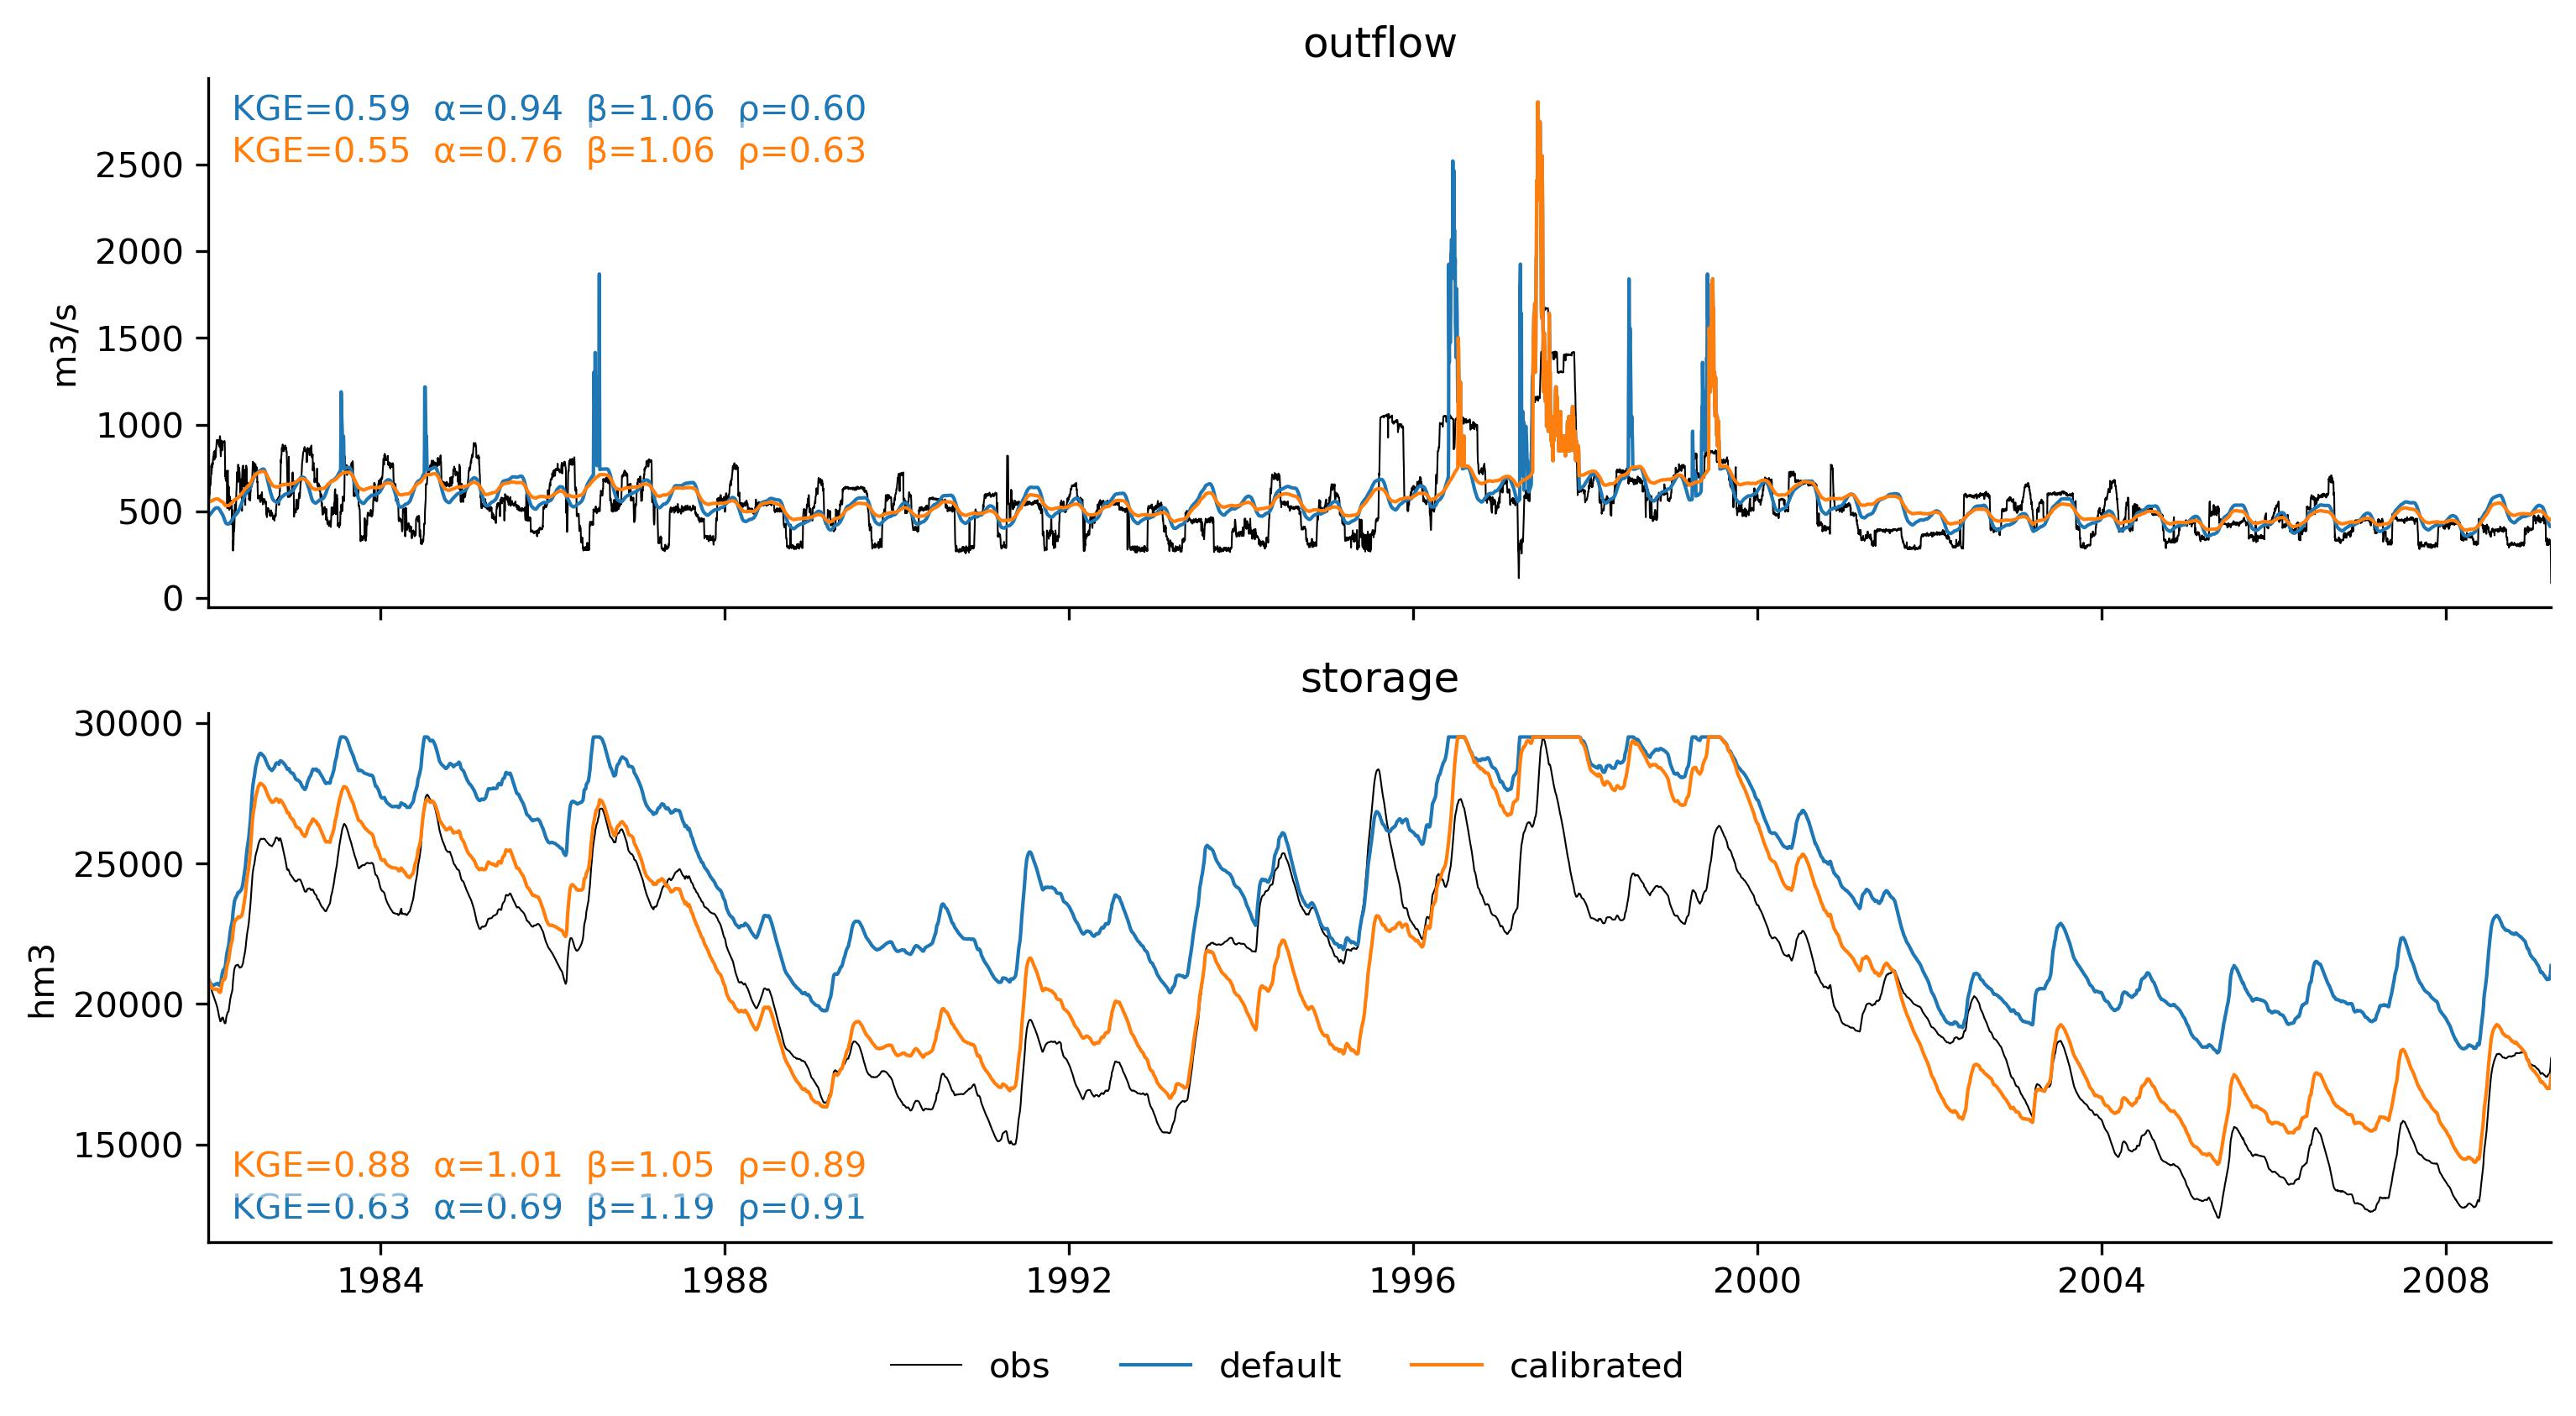 outflow
KGE=0.59 α=0.94 β=1.06 ρ=0.60
KGE=0.55 α=0.76 β=1.06 ρ=0.63
m3/s
2500
2000
1500
1000
500
0
storage
hm3
30000
25000
20000
15000
KGE=0.88 α=1.01 β=1.05 ρ=0.89
KGE=0.63 α=0.69 β=1.19 ρ=0.91
1984 1988 1992 1996 2000 2004 2008
obs default calibrated